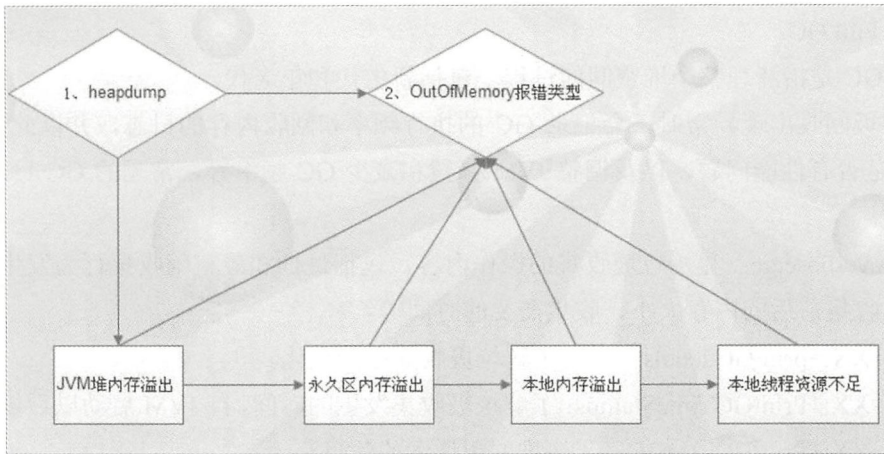 1、heapdump
2、OutOfMemory报错类型
JVM堆内存溢出
永久区内存溢出
本地内存溢出
本地线程资源不足